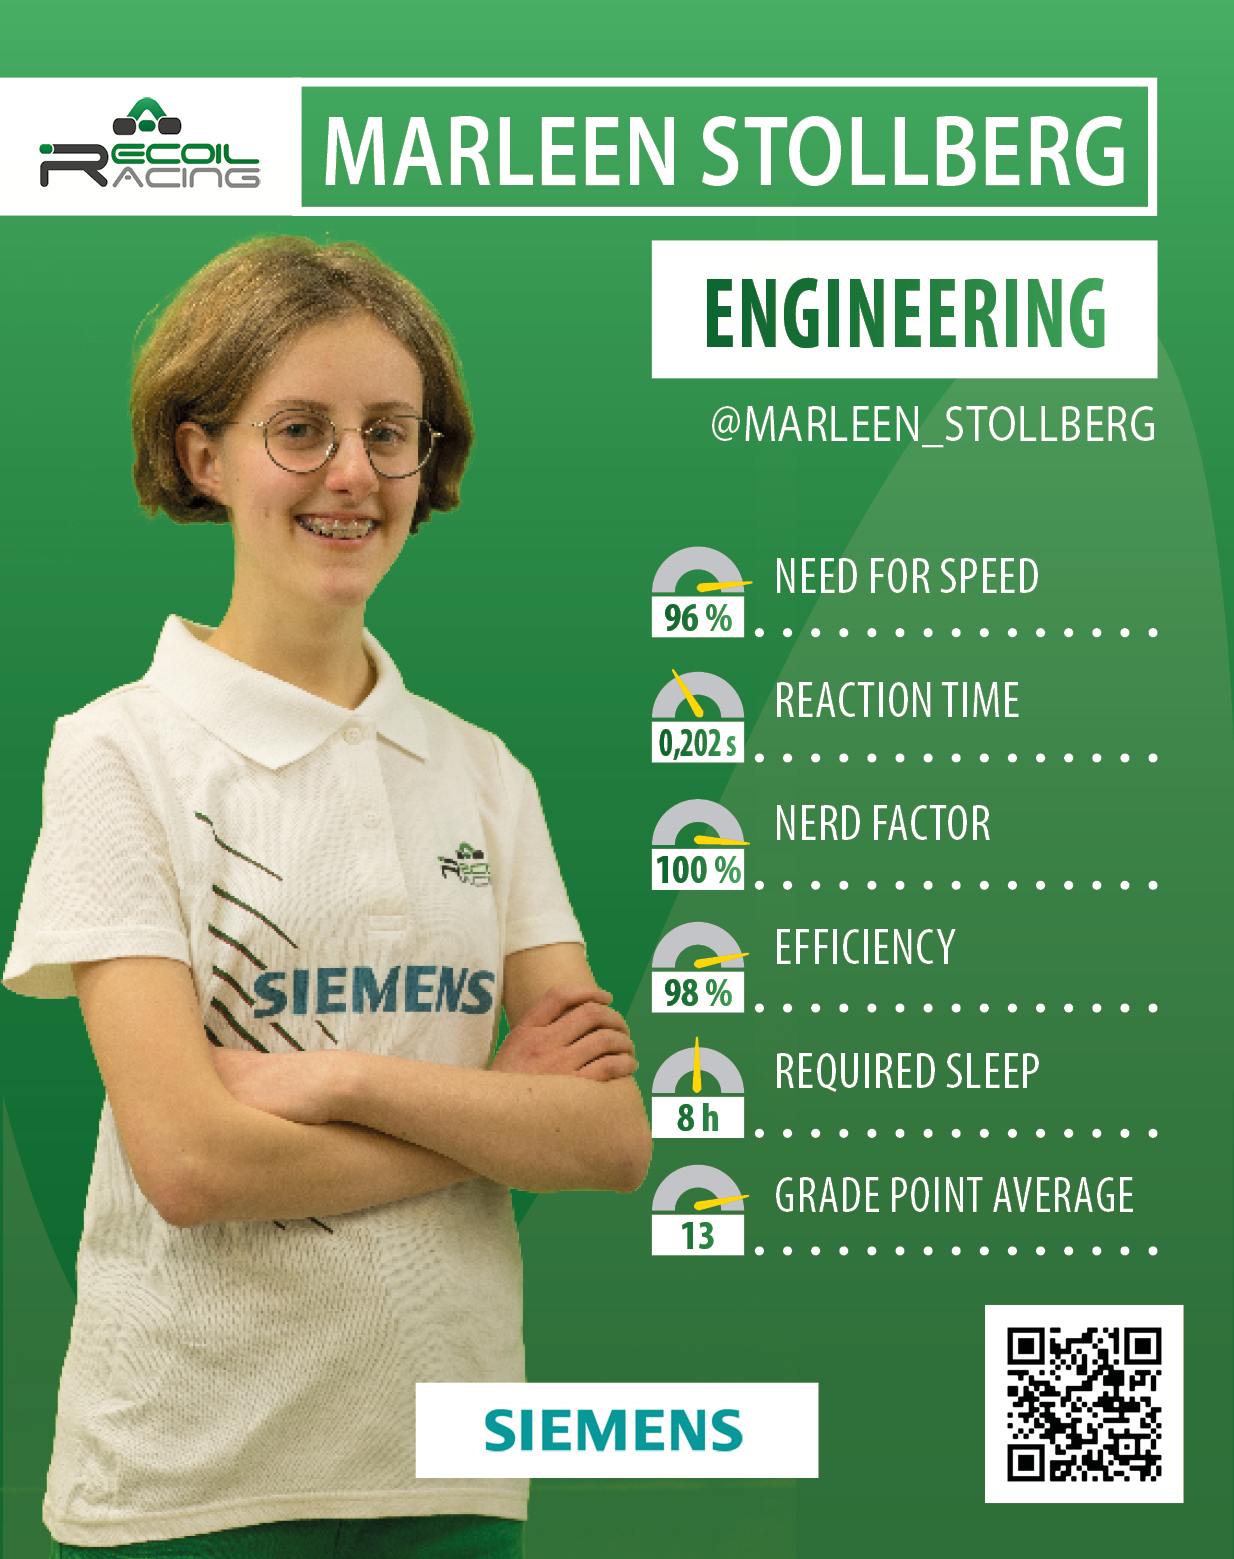 RECOIL
RACING
MARLEEN STOLLBERG
ENGINEERING
@MARLEEN_STOLLBERG
NEED FOR SPEED
96 %
REACTION TIME
0,202 s
NERD FACTOR
100 %
EFFICIENCY
98 %
REQUIRED SLEEP
8 h
GRADE POINT AVERAGE
13
SIEMENS
SIEMENS